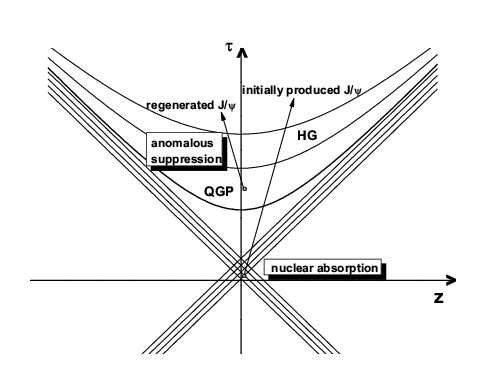 τ
initially produced J/ψ
regenerated J/ψ
HG
anomalous
suppression
QGP
nuclear absorption
z